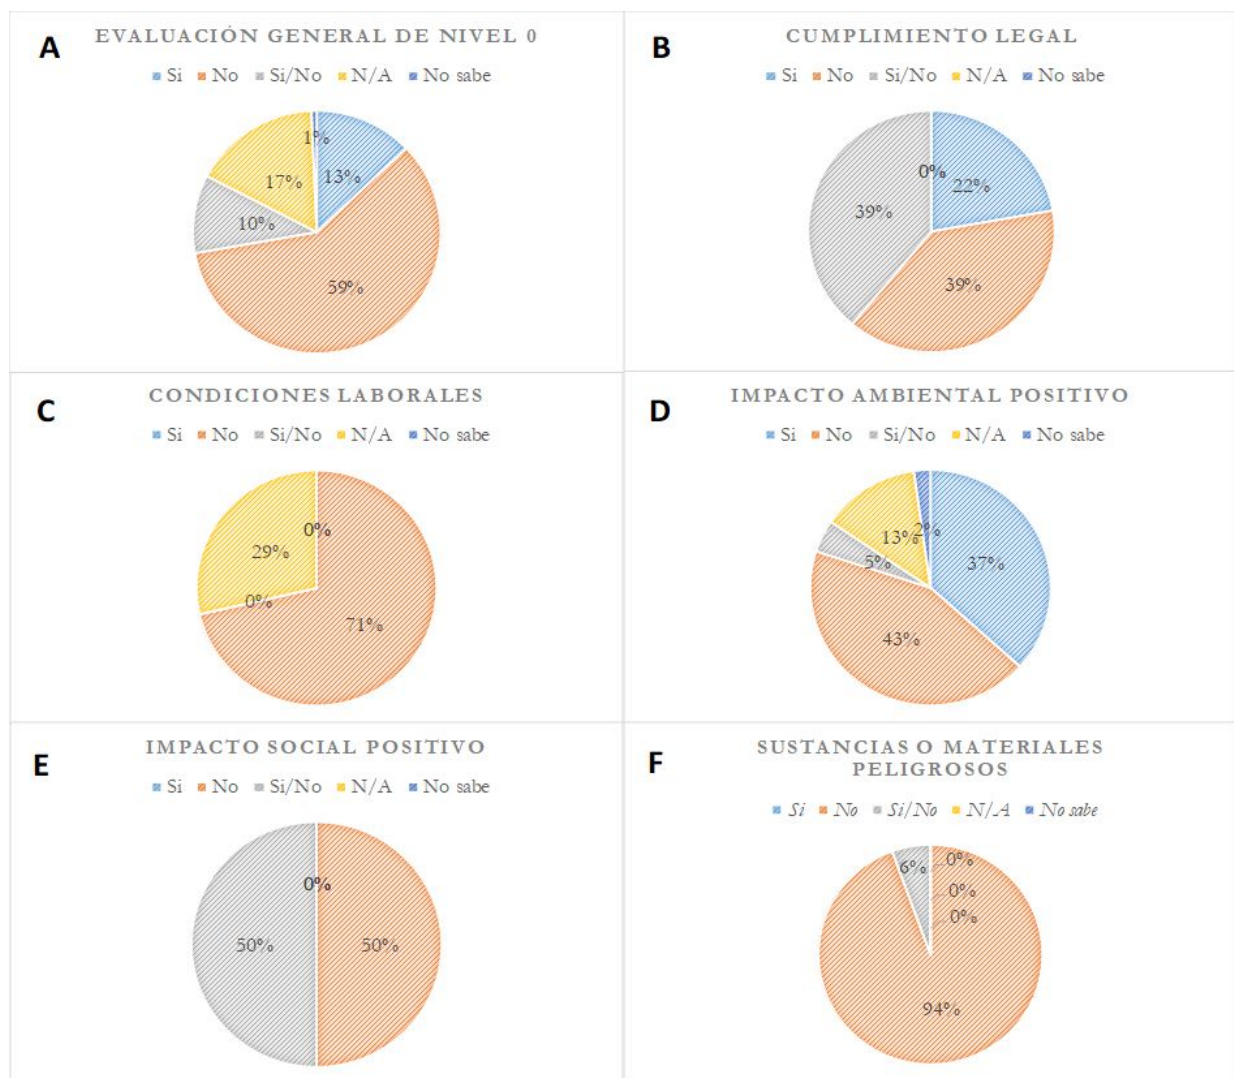 A
EVALUACIÓN GENERAL DE NIVEL 0
Si No Si/No N/A No sabe
1%
13%
17%
10%
59%
B
CUMPLIMIENTO LEGAL
Si No Si/No N/A No sabe
0%
22%
39%
39%
C
CONDICIONES LABORALES
Si No Si/No N/A No sabe
0%
29%
0%
71%
D
IMPACTO AMBIENTAL POSITIVO
Si No Si/No N/A No sabe
2%
13%
37%
5%
43%
E
IMPACTO SOCIAL POSITIVO
Si No Si/No N/A No sabe
0%
50%
50%
F
SUSTANCIAS O MATERIALES
PELIGROSOS
Si No Si/No N/A No sabe
6%
0%
0%
0%
94%